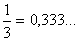 1/3 = 0,333...